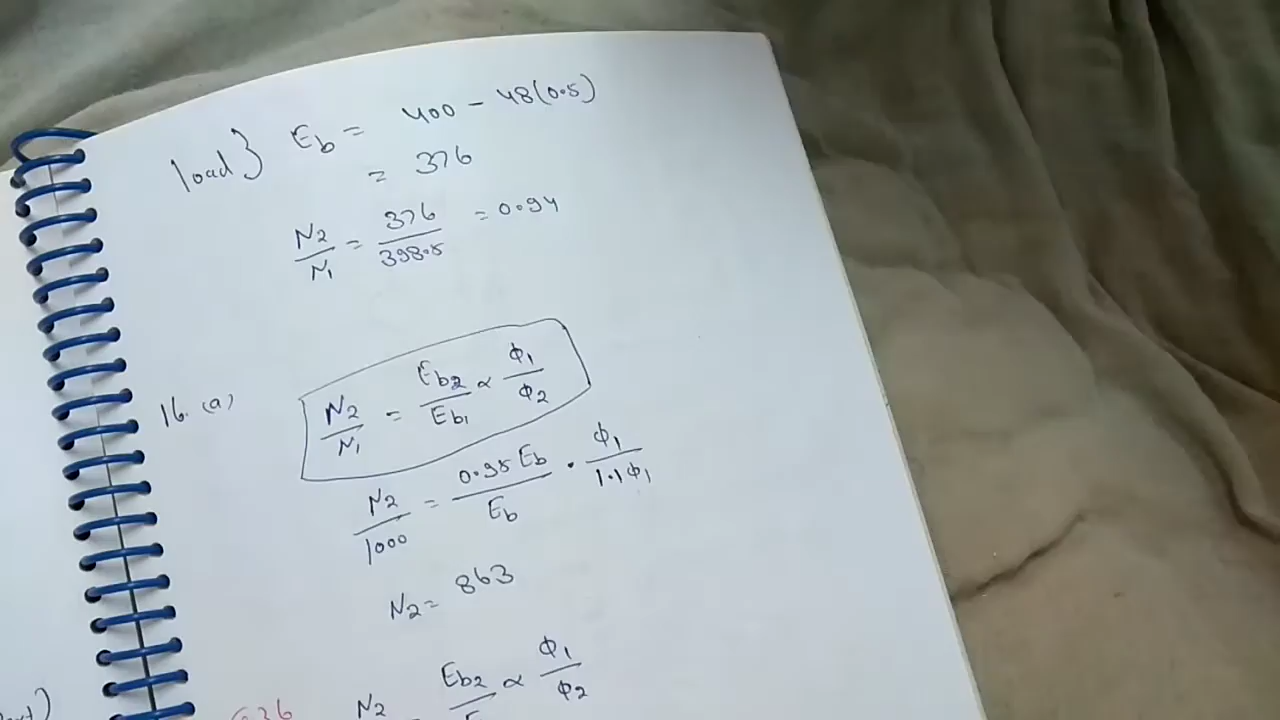 load} Eb = 400 - 48(0.5)
= 376
N2/N1 = 376/398.5 = 0.94
16. (a) N2/N1 = Eb2/Eb1 ∝ Φ1/Φ2
N2/1000 = 0.95 Eb/Eb · Φ1/1.1Φ1
N2 = 863
N2 Eb2 ∝ Φ1/Φ2